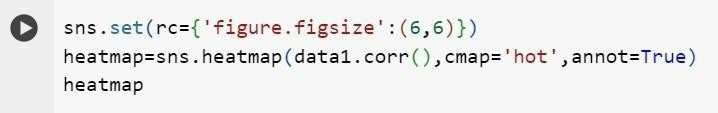 sns.set(rc={'figure.figsize':(6,6)})
heatmap=sns.heatmap(data1.corr(),cmap='hot',annot=True)
heatmap